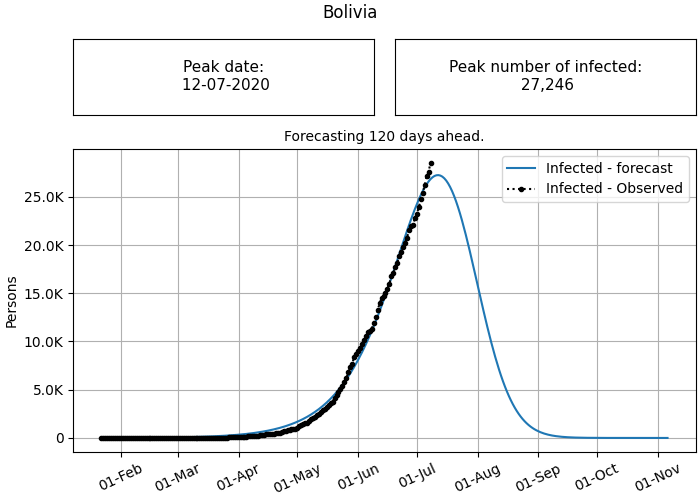 Bolivia
Peak date:
12-07-2020
Peak number of infected:
27,246
Forecasting 120 days ahead.
Infected - forecast
Infected - Observed
25.0K
20.0K
15.0K
10.0K
5.0K
0
Persons
01-Feb
01-Mar
01-Apr
01-May
01-Jun
01-Jul
01-Aug
01-Sep
01-Oct
01-Nov